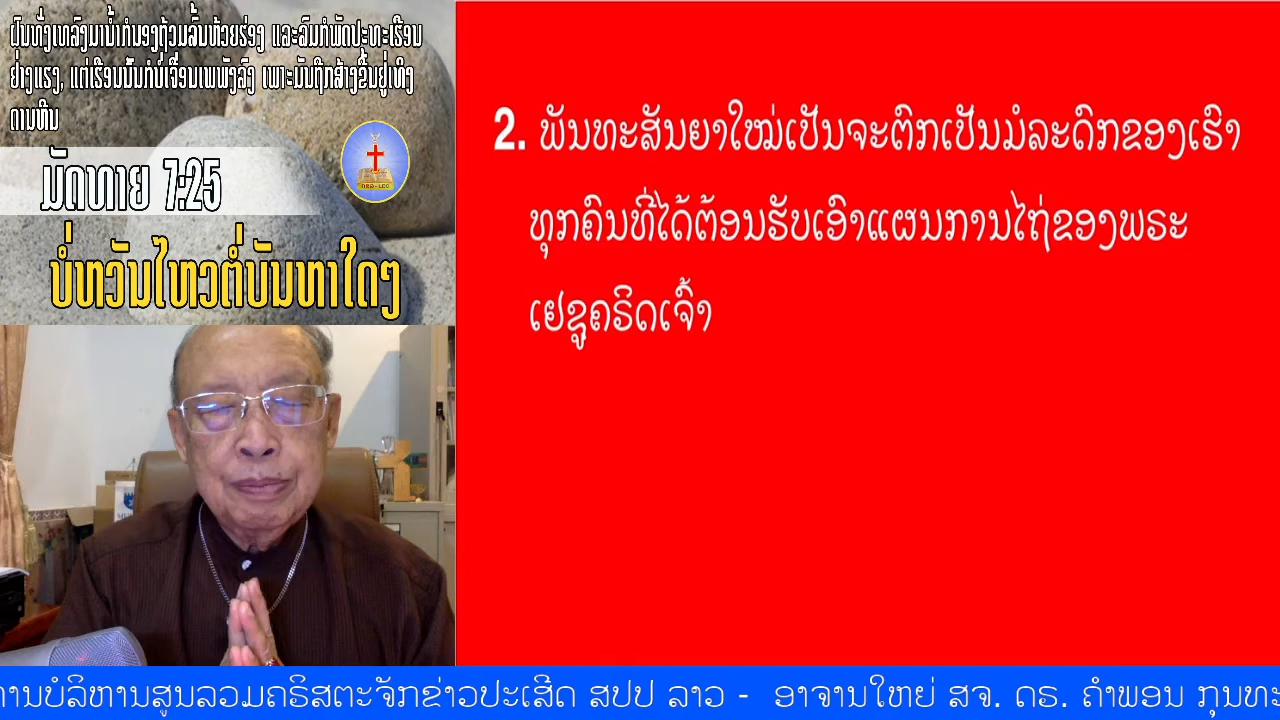 ຝົນທັ່ງເທລົງມານ້ຳກໍນອງຖ້ວມລົ້ນຫ້ວຍຮ່ອງ ແລະລົມກໍພັດປະທະເຮືອນ
ຢ່າງແຮງ, ແຕ່ເຮືອນນັ້ນກໍບໍ່ເຈື່ອນເພພັງລົງ ເພາະມັນຖືກສ້າງຂຶ້ນຢູ່ເທິງ
ດານຫີນ
ມັດທາຍ 7:25
ບໍ່ຫວັ່ນໄຫວຕໍ່ບັນຫາໃດໆ
2. ພັນທະສັນຍາໃໝ່ເປັນຈະຕົກເປັນມໍລະດົກຂອງເຮົາ
ທຸກຄົນທີ່ໄດ້ຕ້ອນຮັບເອົາແຜນການໄຖ່ຂອງພຣະ
ເຢຊູຄຣິດເຈົ້າ
ການບໍລິຫານສູນລວມຄຣິສຕະຈັກຂ່າວປະເສີດ ສປປ ລາວ - ອາຈານໃຫຍ່ ສຈ. ດຣ. ຄຳພອນ ກຸນທະ